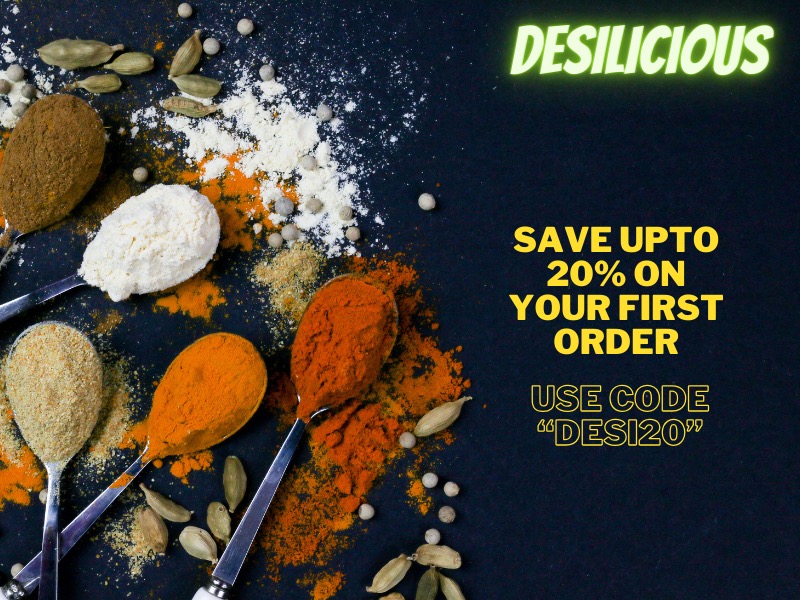 DESILICIOUS
SAVE UPTO
20% ON
YOUR FIRST
ORDER
USE CODE
“DESI20”